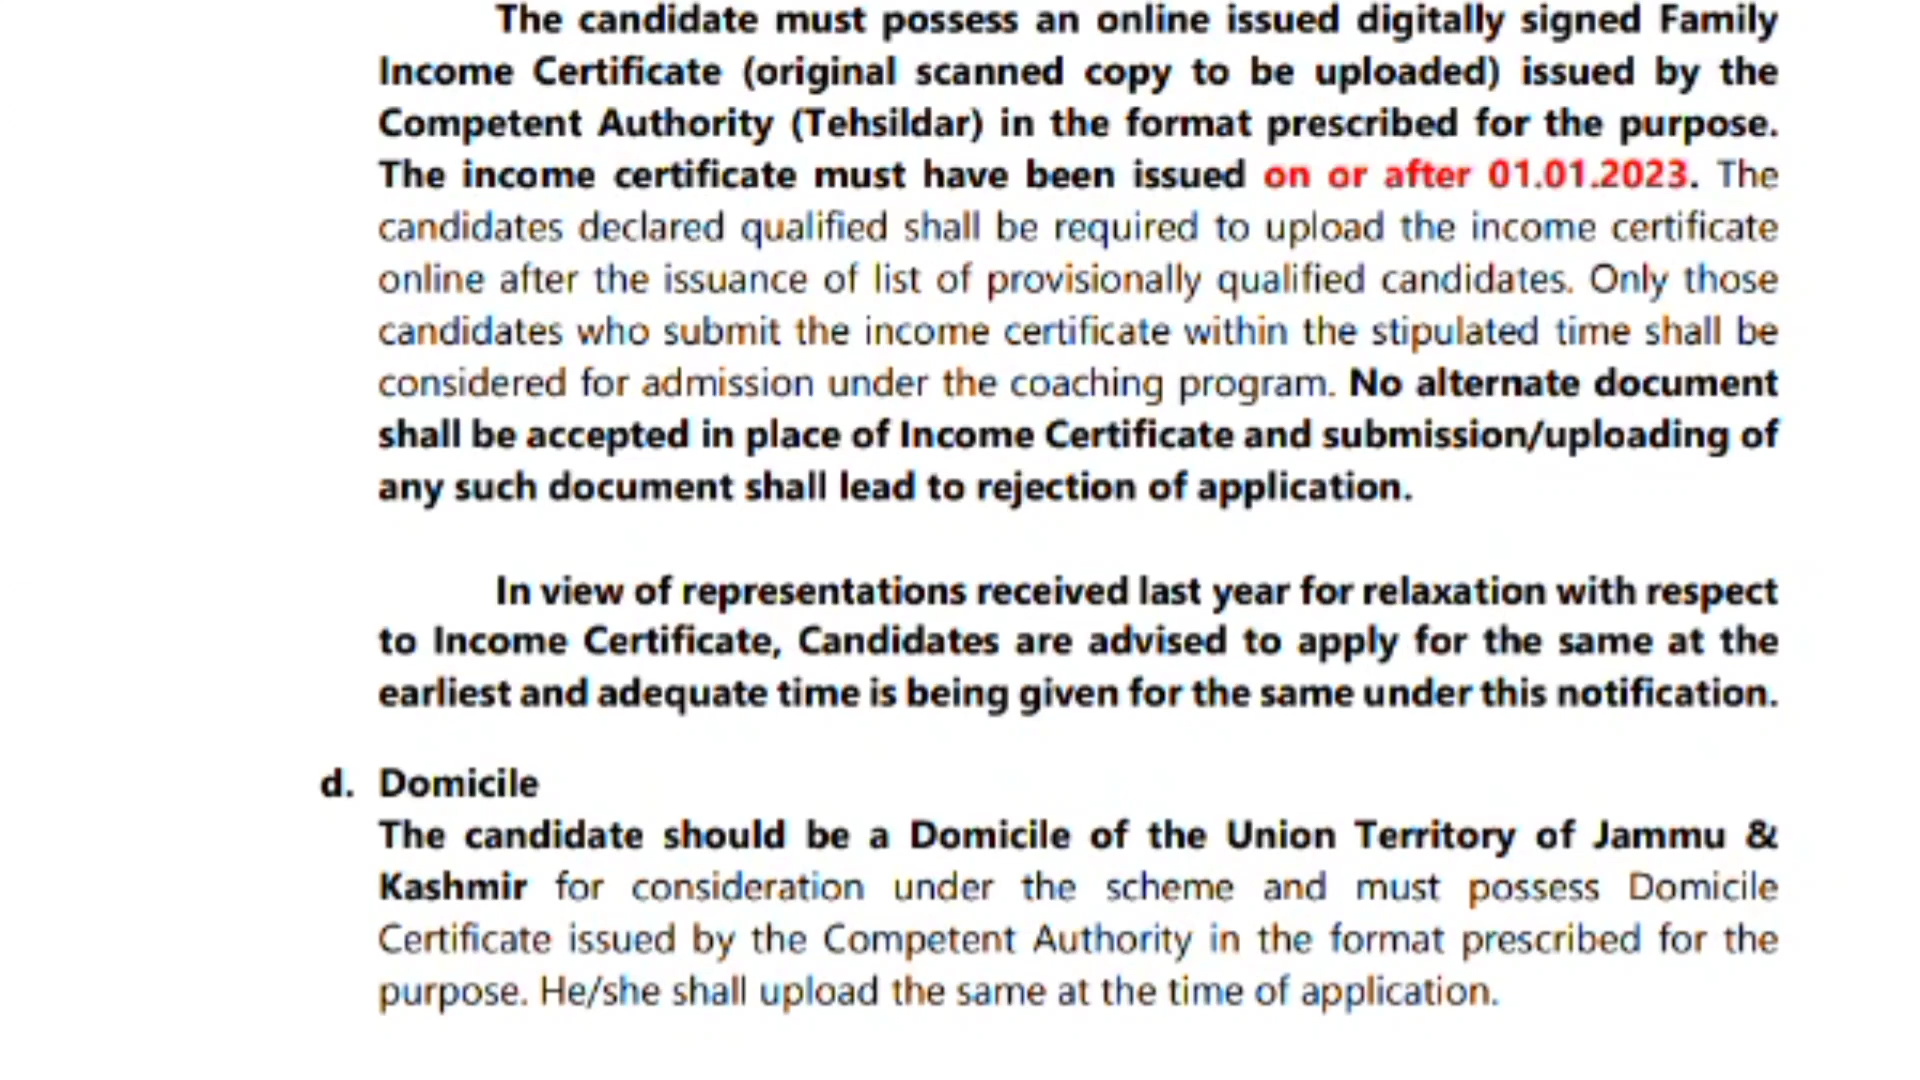 The candidate must possess an online issued digitally signed Family
Income Certificate (original scanned copy to be uploaded) issued by the
Competent Authority (Tehsildar) in the format prescribed for the purpose.
The income certificate must have been issued on or after 01.01.2023. The
candidates declared qualified shall be required to upload the income certificate
online after the issuance of list of provisionally qualified candidates. Only those
candidates who submit the income certificate within the stipulated time shall be
considered for admission under the coaching program. No alternate document
shall be accepted in place of Income Certificate and submission/uploading of
any such document shall lead to rejection of application.
In view of representations received last year for relaxation with respect
to Income Certificate, Candidates are advised to apply for the same at the
earliest and adequate time is being given for the same under this notification.
d. Domicile
The candidate should be a Domicile of the Union Territory of Jammu &
Kashmir for consideration under the scheme and must possess Domicile
Certificate issued by the Competent Authority in the format prescribed for the
purpose. He/she shall upload the same at the time of application.